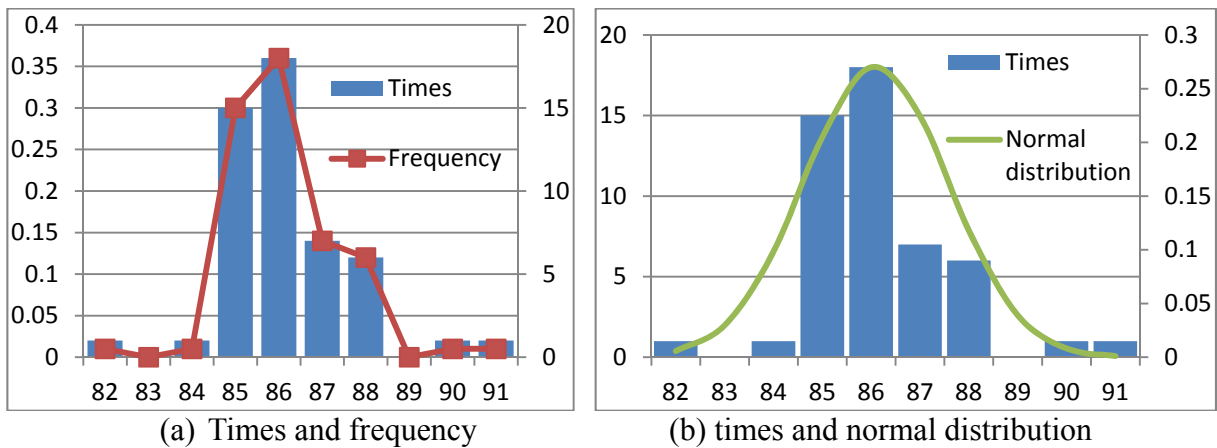 0.4
0.35
0.3
0.25
0.2
0.15
0.1
0.05
0
20
15
10
5
0
Times
Frequency
82 83 84 85 86 87 88 89 90 91
(a) Times and frequency
20
15
10
5
0
0.3
0.25
0.2
0.15
0.1
0.05
0
Times
Normal
distribution
82 83 84 85 86 87 88 89 90 91
(b) times and normal distribution